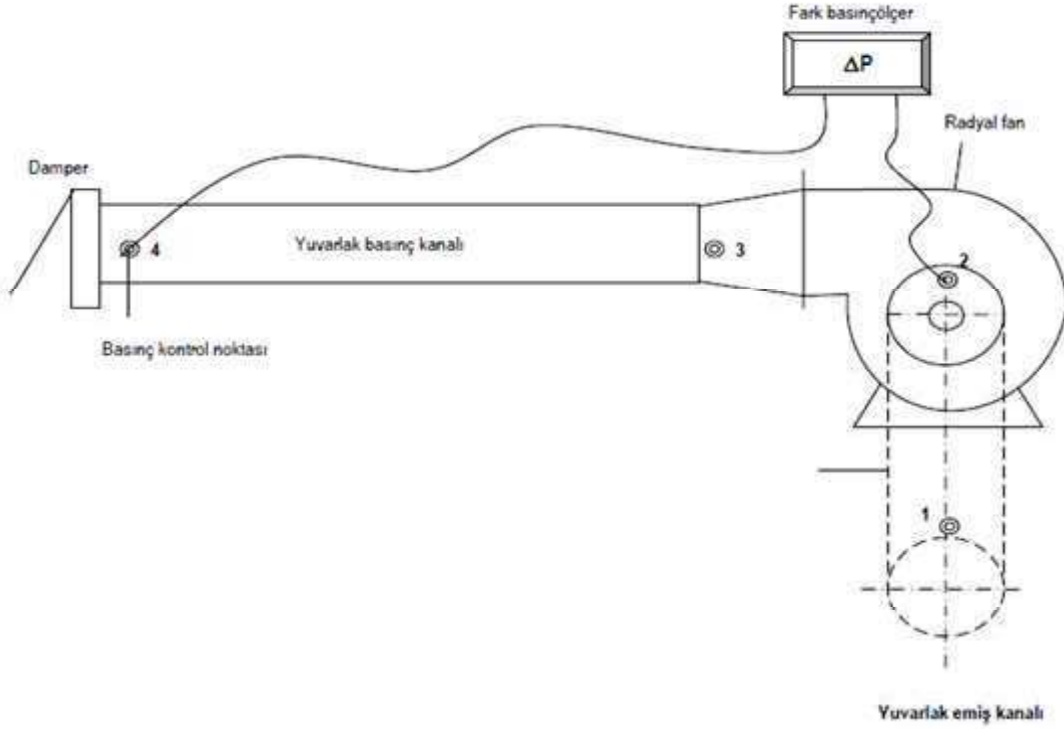 Fark basınçölçer
ΔP
Radyal fan
Damper
4
Yuvarlak basınç kanalı
3
2
Basınç kontrol noktası
1
Yuvarlak emiş kanalı